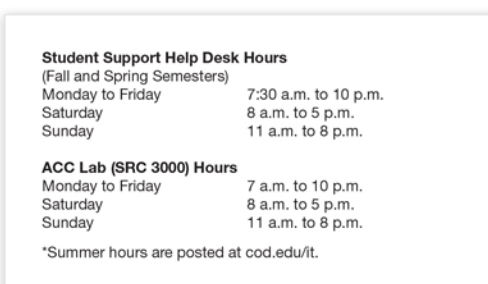 Student Support Help Desk Hours
(Fall and Spring Semesters)
Monday to Friday 7:30 a.m. to 10 p.m.
Saturday 8 a.m. to 5 p.m.
Sunday 11 a.m. to 8 p.m.
ACC Lab (SRC 3000) Hours
Monday to Friday 7 a.m. to 10 p.m.
Saturday 8 a.m. to 5 p.m.
Sunday 11 a.m. to 8 p.m.
*Summer hours are posted at cod.edu/it.